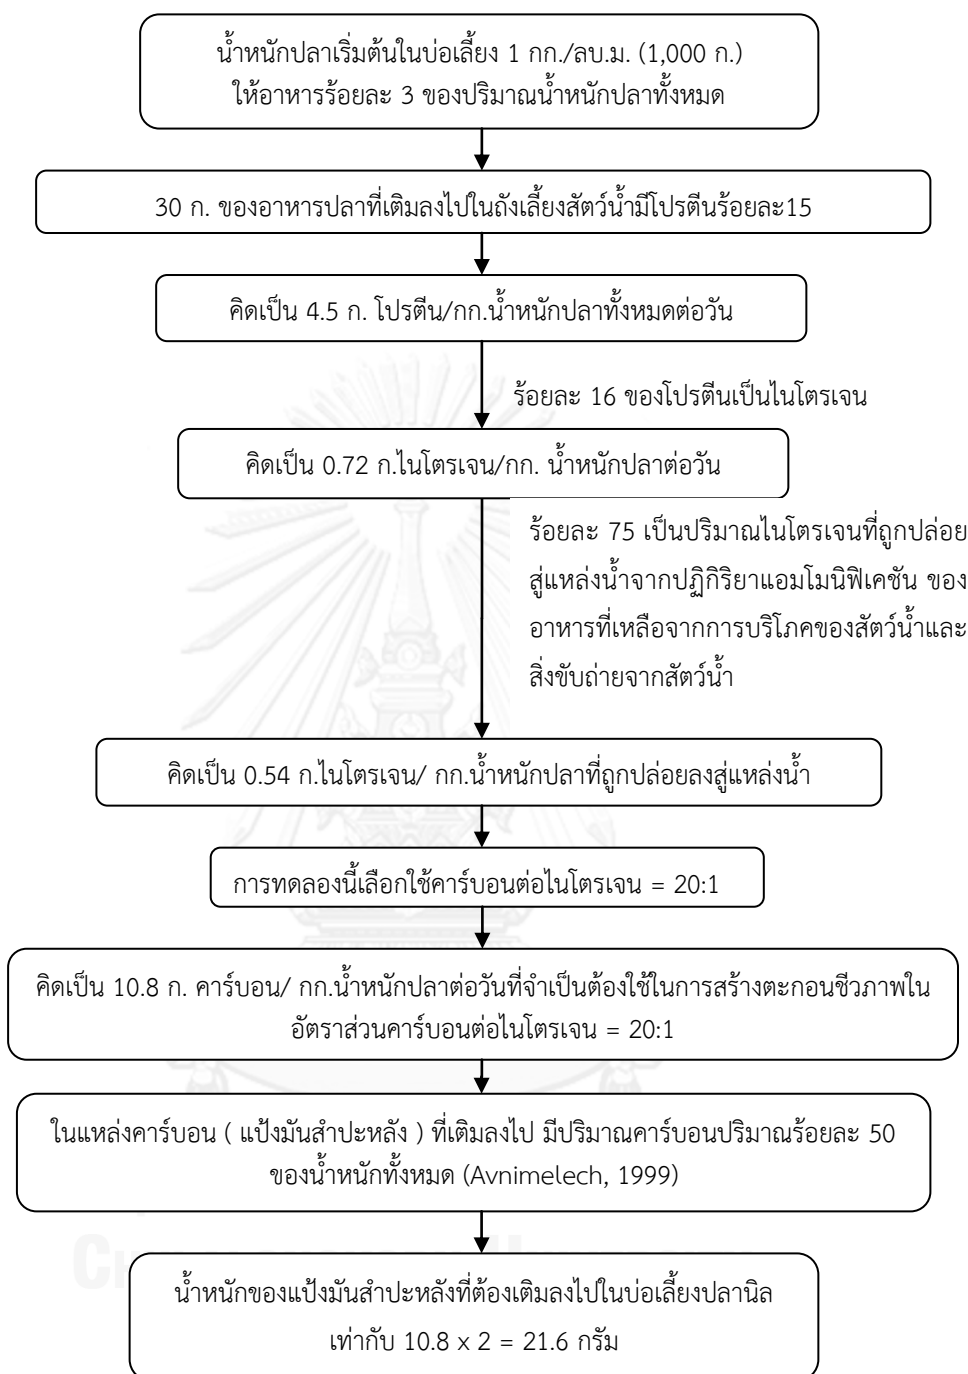 น้ำหนักปลาเริ่มต้นในบ่อเลี้ยง 1 กก./ลบ.ม. (1,000 ก.)
ให้อาหารร้อยละ 3 ของปริมาณน้ำหนักปลาทั้งหมด
30 ก. ของอาหารปลาที่เติมลงไปในถังเลี้ยงสัตว์น้ำมีโปรตีนร้อยละ15
คิดเป็น 4.5 ก. โปรตีน/กก.น้ำหนักปลาทั้งหมดต่อวัน
ร้อยละ 16 ของโปรตีนเป็นไนโตรเจน
คิดเป็น 0.72 ก.ไนโตรเจน/กก. น้ำหนักปลาต่อวัน
ร้อยละ 75 เป็นปริมาณไนโตรเจนที่ถูกปล่อย
สู่แหล่งน้ำจากปฏิกิริยาแอมโมนิฟิเคชัน ของ
อาหารที่เหลือจากการบริโภคของสัตว์น้ำและ
สิ่งขับถ่ายจากสัตว์น้ำ
คิดเป็น 0.54 ก.ไนโตรเจน/ กก.น้ำหนักปลาที่ถูกปล่อยลงสู่แหล่งน้ำ
การทดลองนี้เลือกใช้คาร์บอนต่อไนโตรเจน = 20:1
คิดเป็น 10.8 ก. คาร์บอน/ กก.น้ำหนักปลาต่อวันที่จำเป็นต้องใช้ในการสร้างตะกอนชีวภาพใน
อัตราส่วนคาร์บอนต่อไนโตรเจน = 20:1
ในแหล่งคาร์บอน ( แป้งมันสำปะหลัง ) ที่เติมลงไป มีปริมาณคาร์บอนปริมาณร้อยละ 50
ของน้ำหนักทั้งหมด (Avnimelech, 1999)
น้ำหนักของแป้งมันสำปะหลังที่ต้องเติมลงไปในบ่อเลี้ยงปลานิล
เท่ากับ 10.8 x 2 = 21.6 กรัม